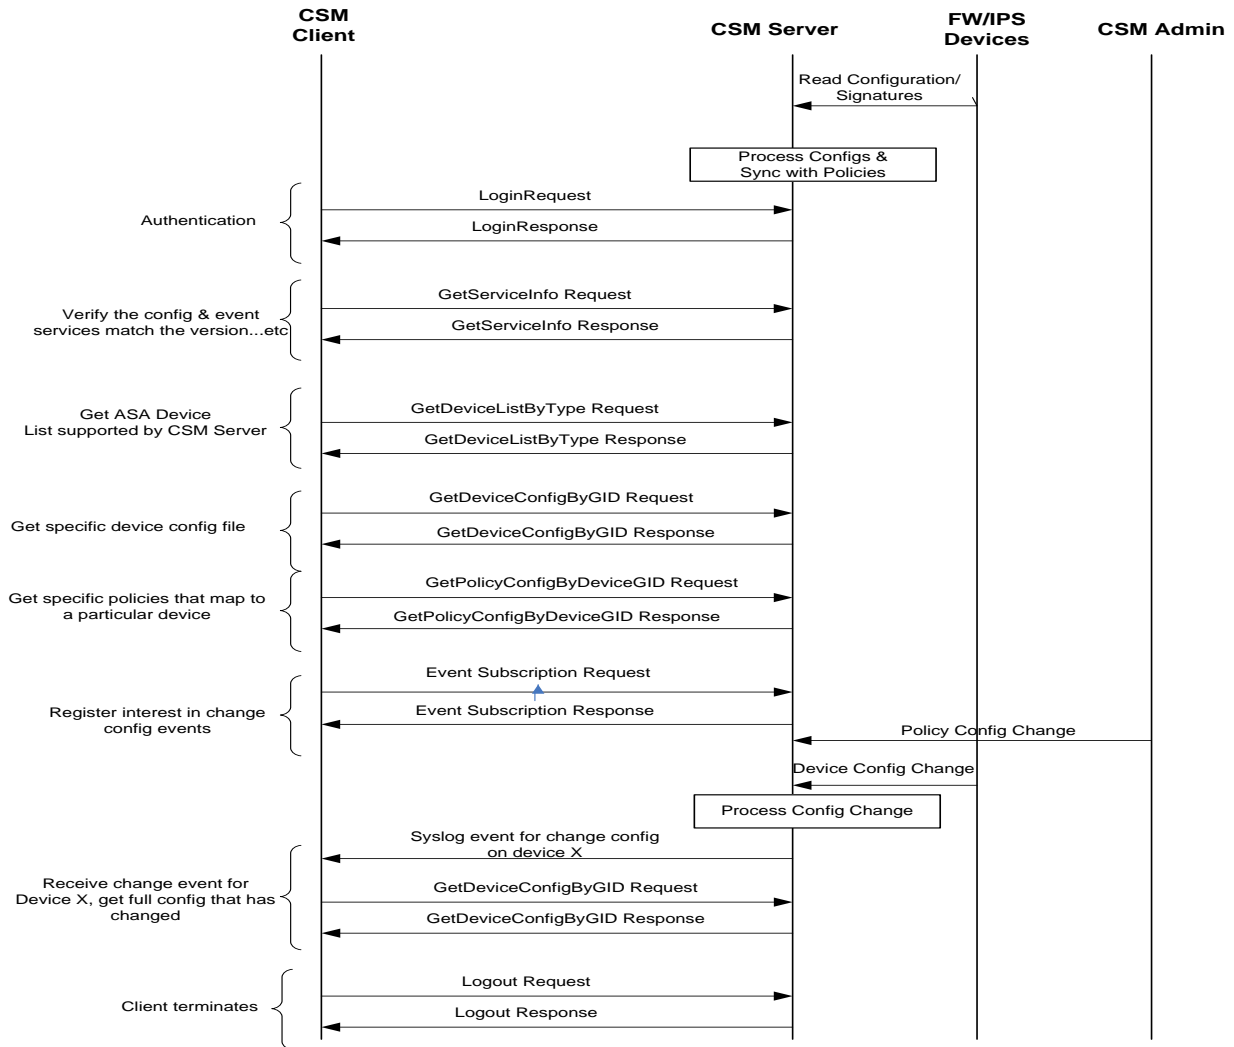 CSM
Client
CSM Server
FW/IPS
Devices
CSM Admin
Read Configuration/
Signatures
Process Configs &
Sync with Policies
Authentication
LoginRequest
LoginResponse
Verify the config & event
services match the version...etc
GetServiceInfo Request
GetServiceInfo Response
Get ASA Device
List supported by CSM Server
GetDeviceListByType Request
GetDeviceListByType Response
Get specific device config file
GetDeviceConfigByGID Request
GetDeviceConfigByGID Response
Get specific policies that map to
a particular device
GetPolicyConfigByDeviceGID Request
GetPolicyConfigByDeviceGID Response
Register interest in change
config events
Event Subscription Request
Event Subscription Response
Policy Config Change
Device Config Change
Process Config Change
Syslog event for change config
on device X
Receive change event for
Device X, get full config that has
changed
GetDeviceConfigByGID Request
GetDeviceConfigByGID Response
Client terminates
Logout Request
Logout Response